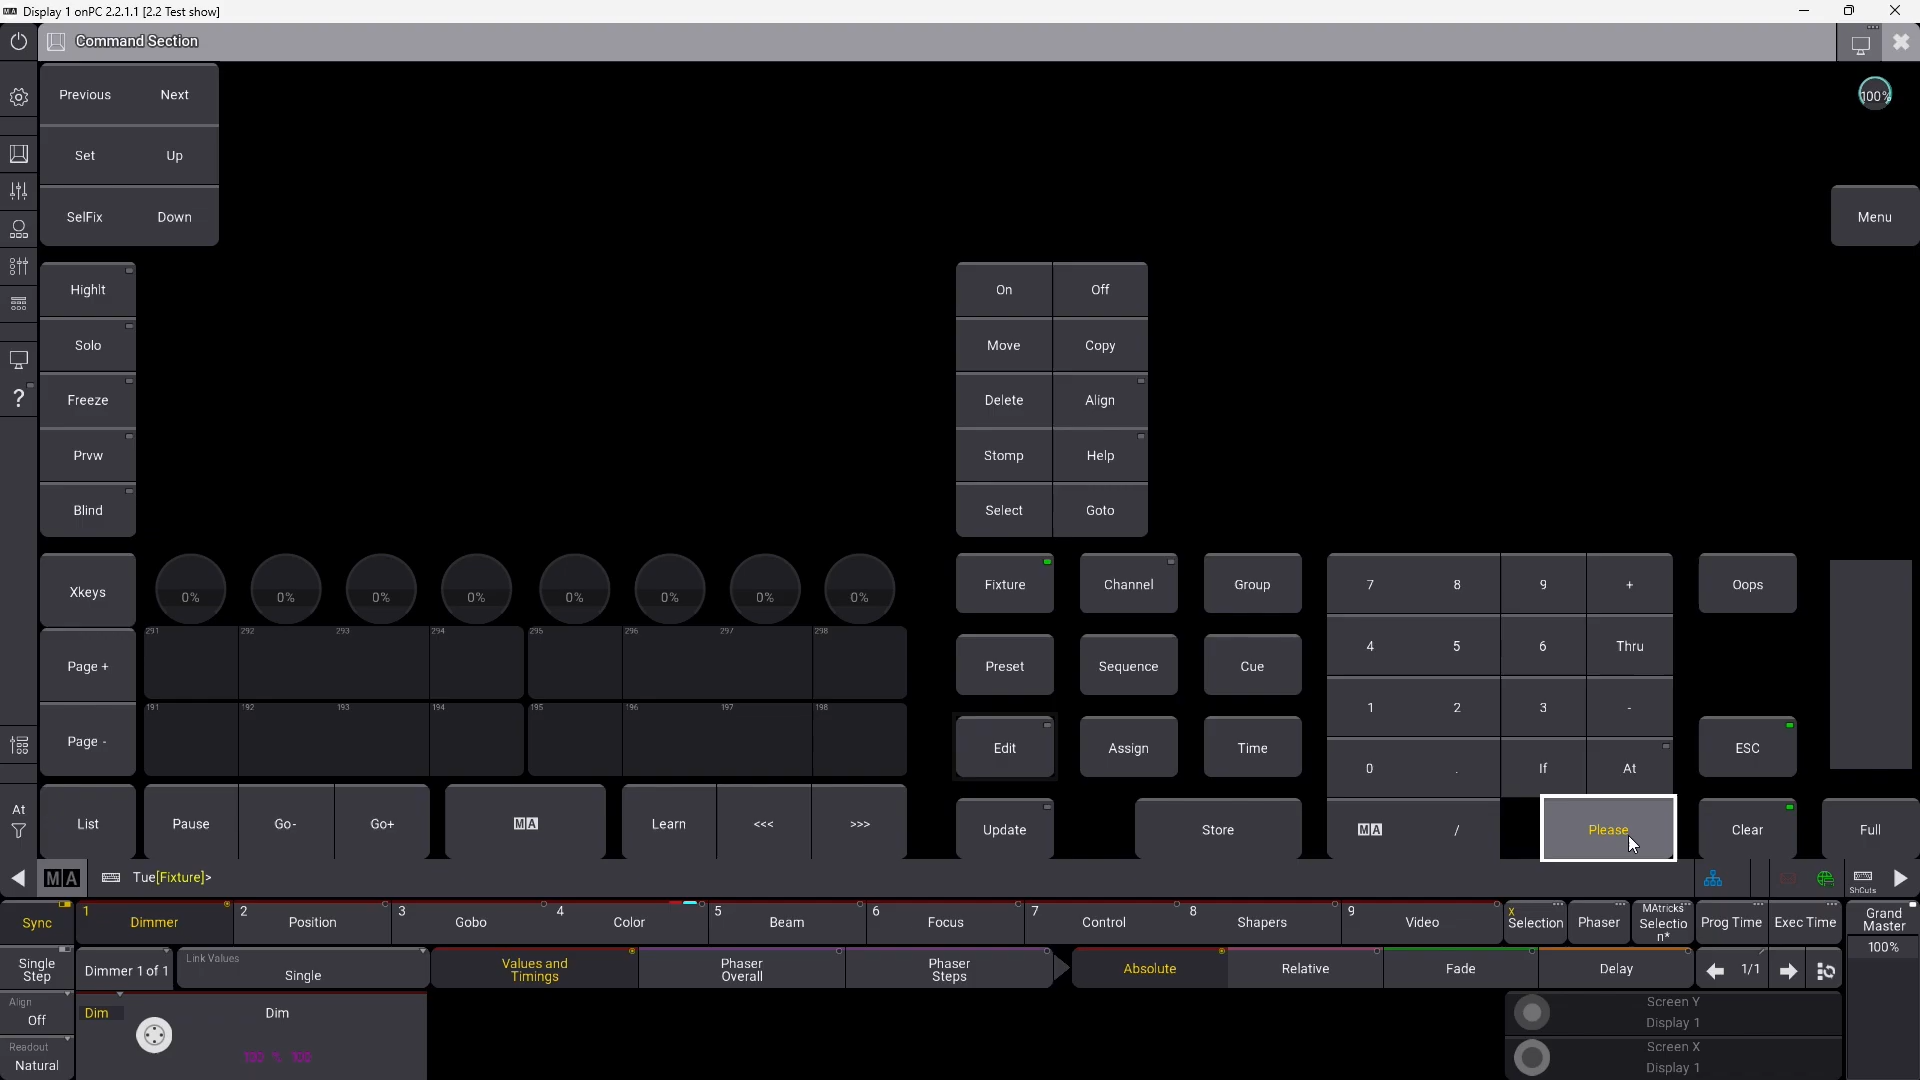 Display 1 onPC 2.2.1.1 [2.2 Test show]
Command Section
Previous Next
100%
Set Up
SelFix Down
Menu
Highlt
On Off
Solo
Move Copy
Freeze
Delete Align
?
Prvw
Stomp Help
Blind
Select Goto
Xkeys
0% 0% 0% 0% 0% 0% 0% 0%
Fixture Channel Group
7 8 9 +
Oops
291 292 293 294 295 296 297 298
Page +
Preset Sequence Cue
4 5 6 Thru
191 192 193 194 195 196 197 198
Page -
1 2 3 -
Edit Assign Time
ESC
0 . If At
At
List Pause Go- Go+ MA Learn <<< >>>
Update Store MA / Please Clear Full
MA Tue[Fixture]>
ShCuts
Sync
1 Dimmer
2 Position
3 Gobo
4 Color
5 Beam
6 Focus
7 Control
8 Shapers
9 Video
X
Selection
Phaser
MAtricks
Selectio
n*
Prog Time
Exec Time
Grand
Master
100%
Single
Step
Dimmer 1 of 1
Link Values
Single
Values and
Timings
Phaser
Overall
Phaser
Steps
Absolute
Relative
Fade
Delay
1/1
Align
Off
Dim
Dim
Readout
Natural
Screen Y
Display 1
Screen X
Display 1